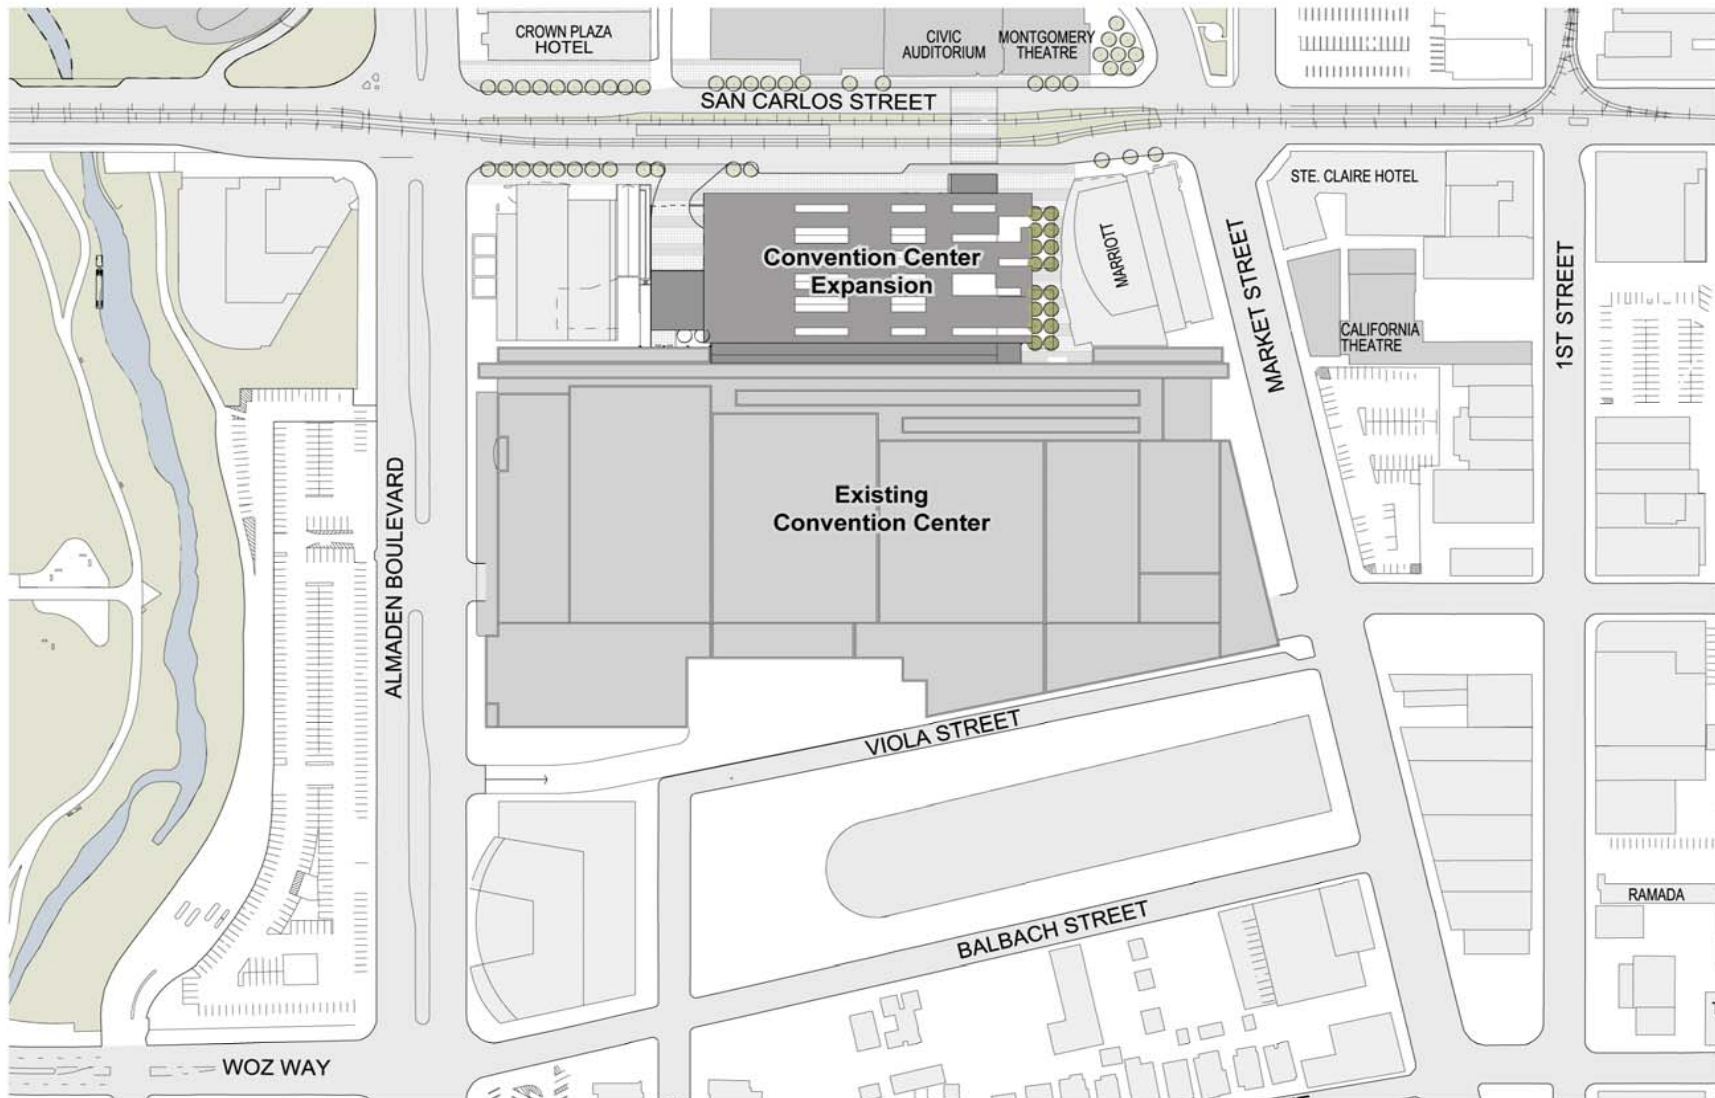 CROWN PLAZA
HOTEL
CIVIC
AUDITORIUM
MONTGOMERY
THEATRE
SAN CARLOS STREET
STE. CLAIRE HOTEL
Convention Center
Expansion
MARRIOTT
MARKET STREET
1ST STREET
CALIFORNIA
THEATRE
Existing
Convention Center
ALMADEN BOULEVARD
VIOLA STREET
RAMADA
BALBACH STREET
WOZ WAY